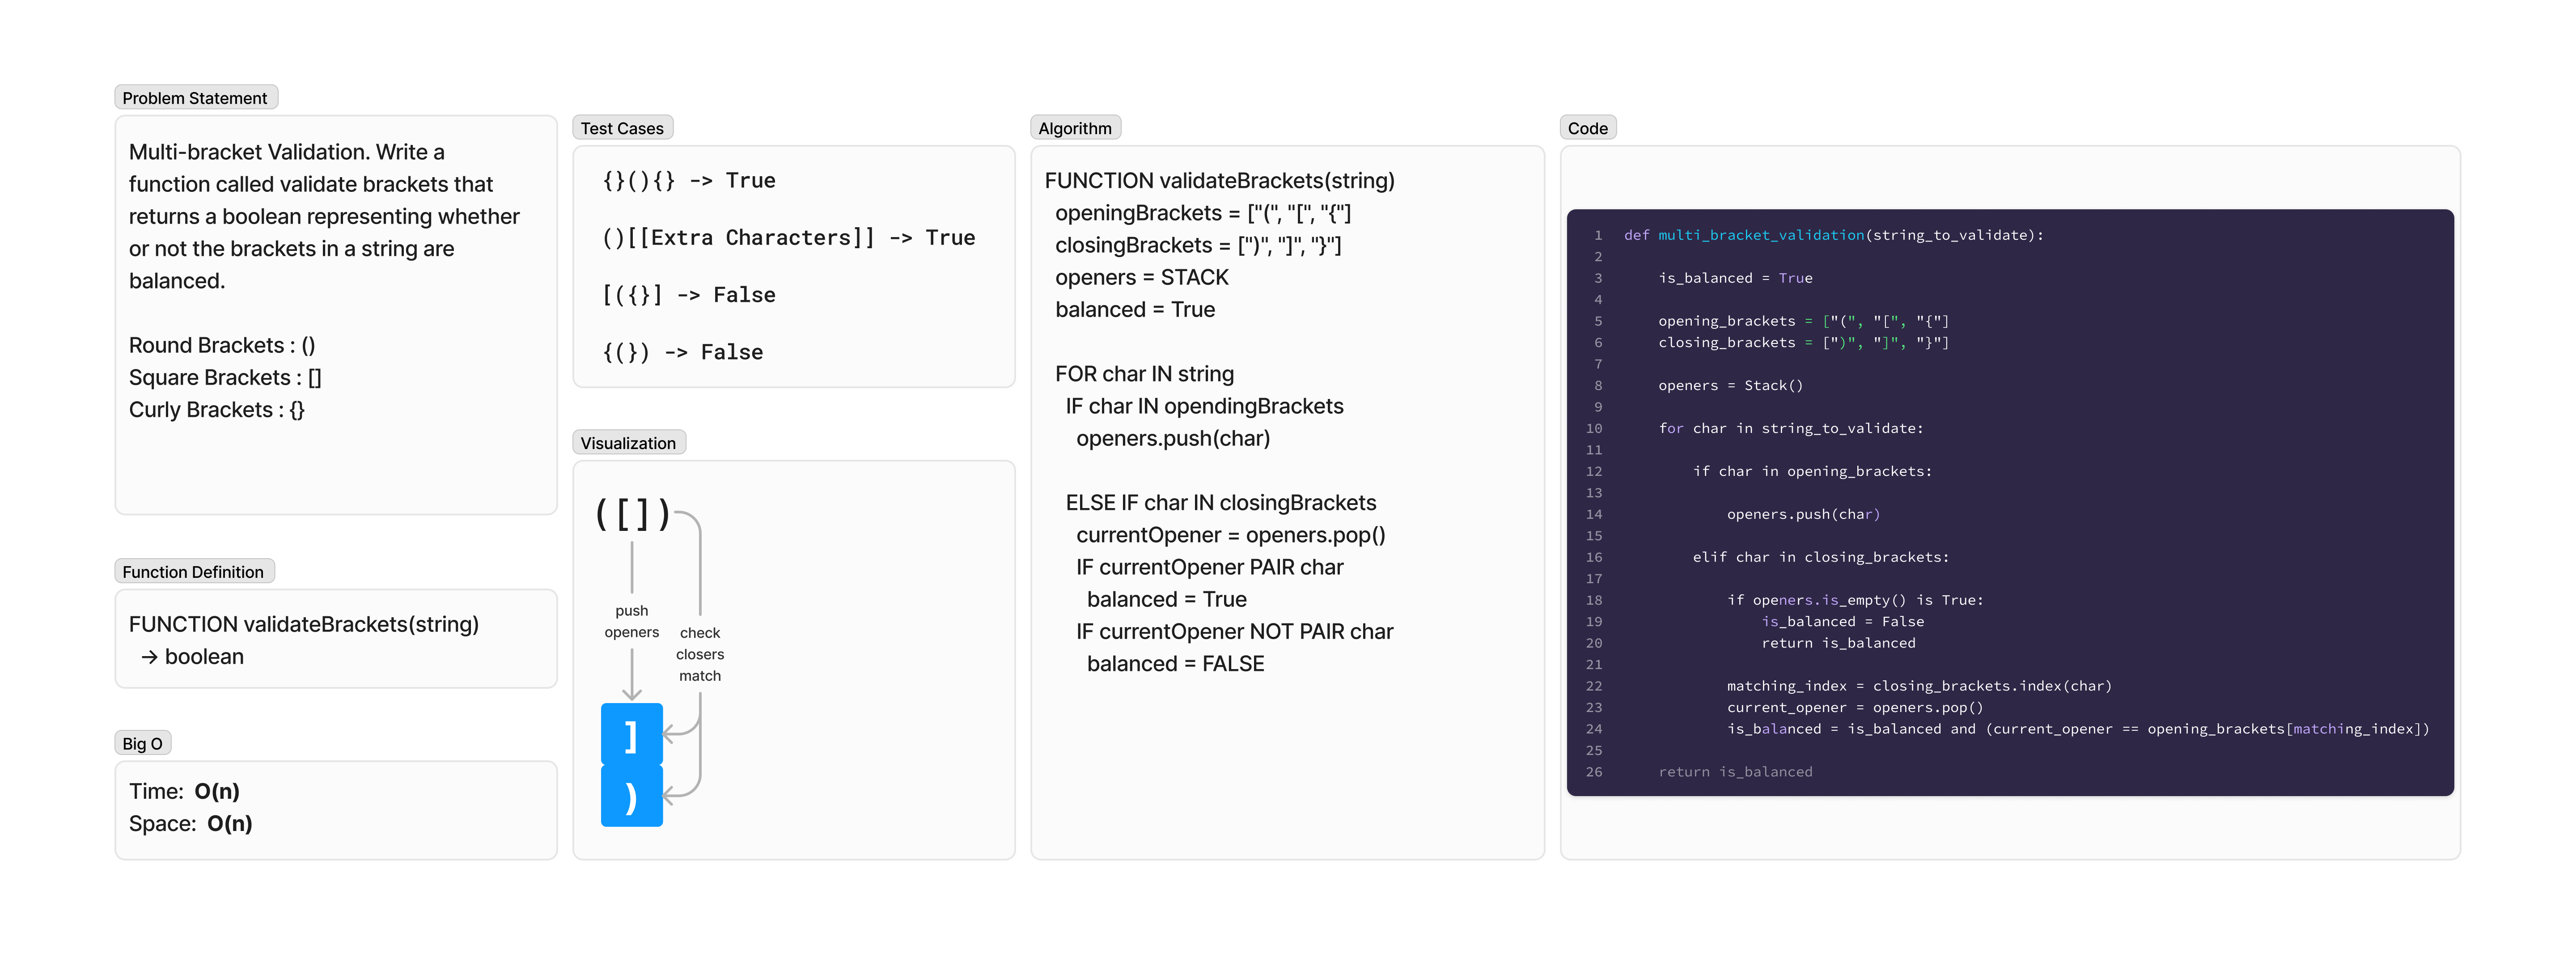 Problem Statement
Multi-bracket Validation. Write a
function called validate brackets that
returns a boolean representing whether
or not the brackets in a string are
balanced.
Round Brackets : ()
Square Brackets : []
Curly Brackets : {}
Function Definition
FUNCTION validateBrackets(string)
→ boolean
Big O
Time: O(n)
Space: O(n)
Test Cases
{}(){} -> True
()[[Extra Characters]] -> True
[({}] -> False
{(}) -> False
Visualization
([])
push
openers
check
closers
match
]
)
Algorithm
FUNCTION validateBrackets(string)
openingBrackets = ["(", "[", "{"]
closingBrackets = [")", "]", "}"]
openers = STACK
balanced = True
FOR char IN string
IF char IN opendingBrackets
openers.push(char)
ELSE IF char IN closingBrackets
currentOpener = openers.pop()
IF currentOpener PAIR char
balanced = True
IF currentOpener NOT PAIR char
balanced = FALSE
Code
1 def multi_bracket_validation(string_to_validate):
2
3 is_balanced = True
4
5 opening_brackets = ["(", "[", "{"]
6 closing_brackets = [")", "]", "}"]
7
8 openers = Stack()
9
10 for char in string_to_validate:
11
12 if char in opening_brackets:
13
14 openers.push(char)
15
16 elif char in closing_brackets:
17
18 if openers.is_empty() is True:
19 is_balanced = False
20 return is_balanced
21
22 matching_index = closing_brackets.index(char)
23 current_opener = openers.pop()
24 is_balanced = is_balanced and (current_opener == opening_brackets[matching_index])
25
26 return is_balanced